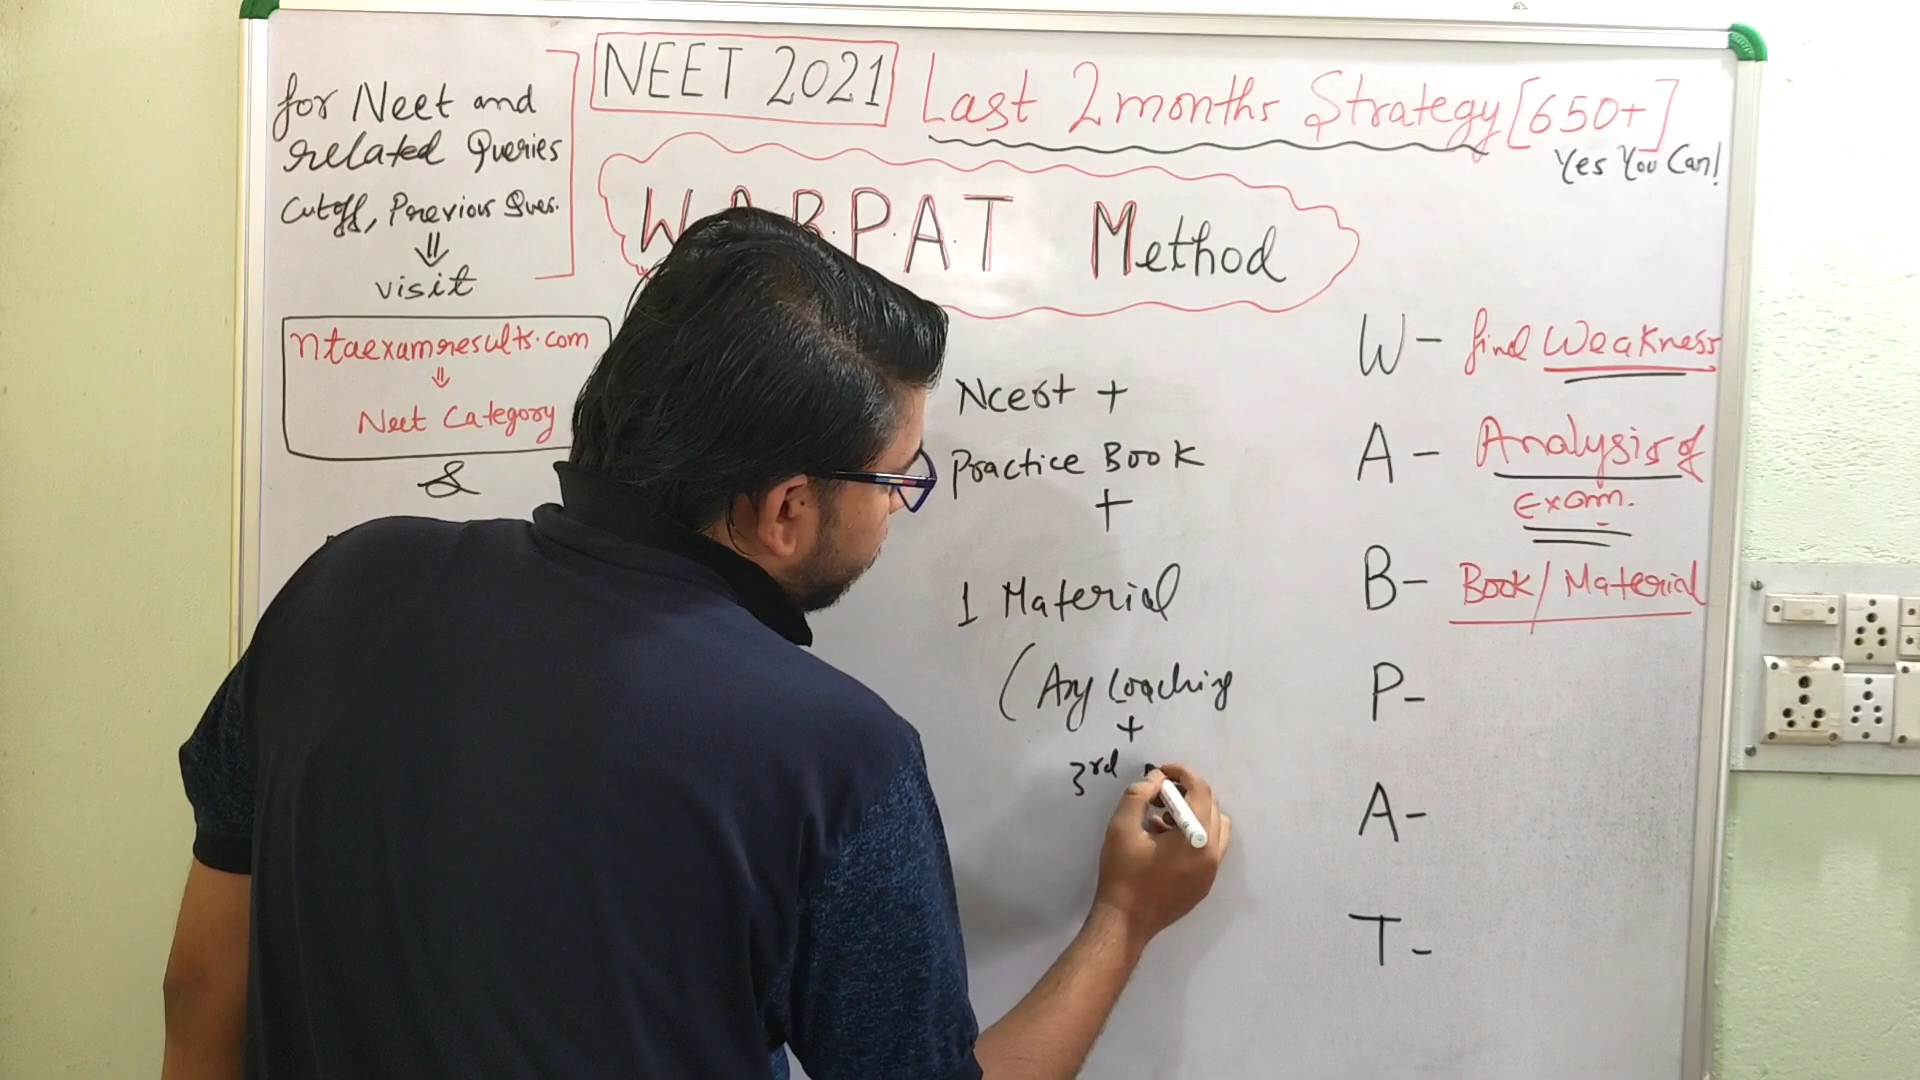 for Neet and
related Queries
Cutoff, Previous Ques.
⇓
visit
ntaexamresults.com
⇓
Neet Category
&
NEET 2021 Last 2 months Strategy [650+]
Yes You Can!
W.A.B.P.A.T Method
Ncert +
Practice Book
+
1 Material
(Any Coaching
+
3rd
W - find Weakness
A - Analysis of
Exam.
B - Book/Material
P -
A -
T -